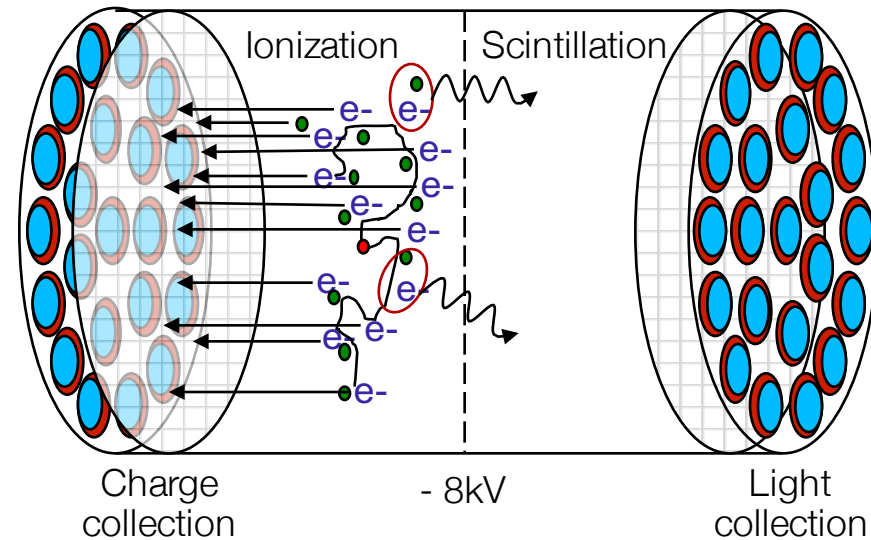 Ionization
Scintillation
e-
e-
e-
e-
e-
e-
e-
e-
e-
e-
e-
e-
e-
Charge
collection
- 8kV
Light
collection